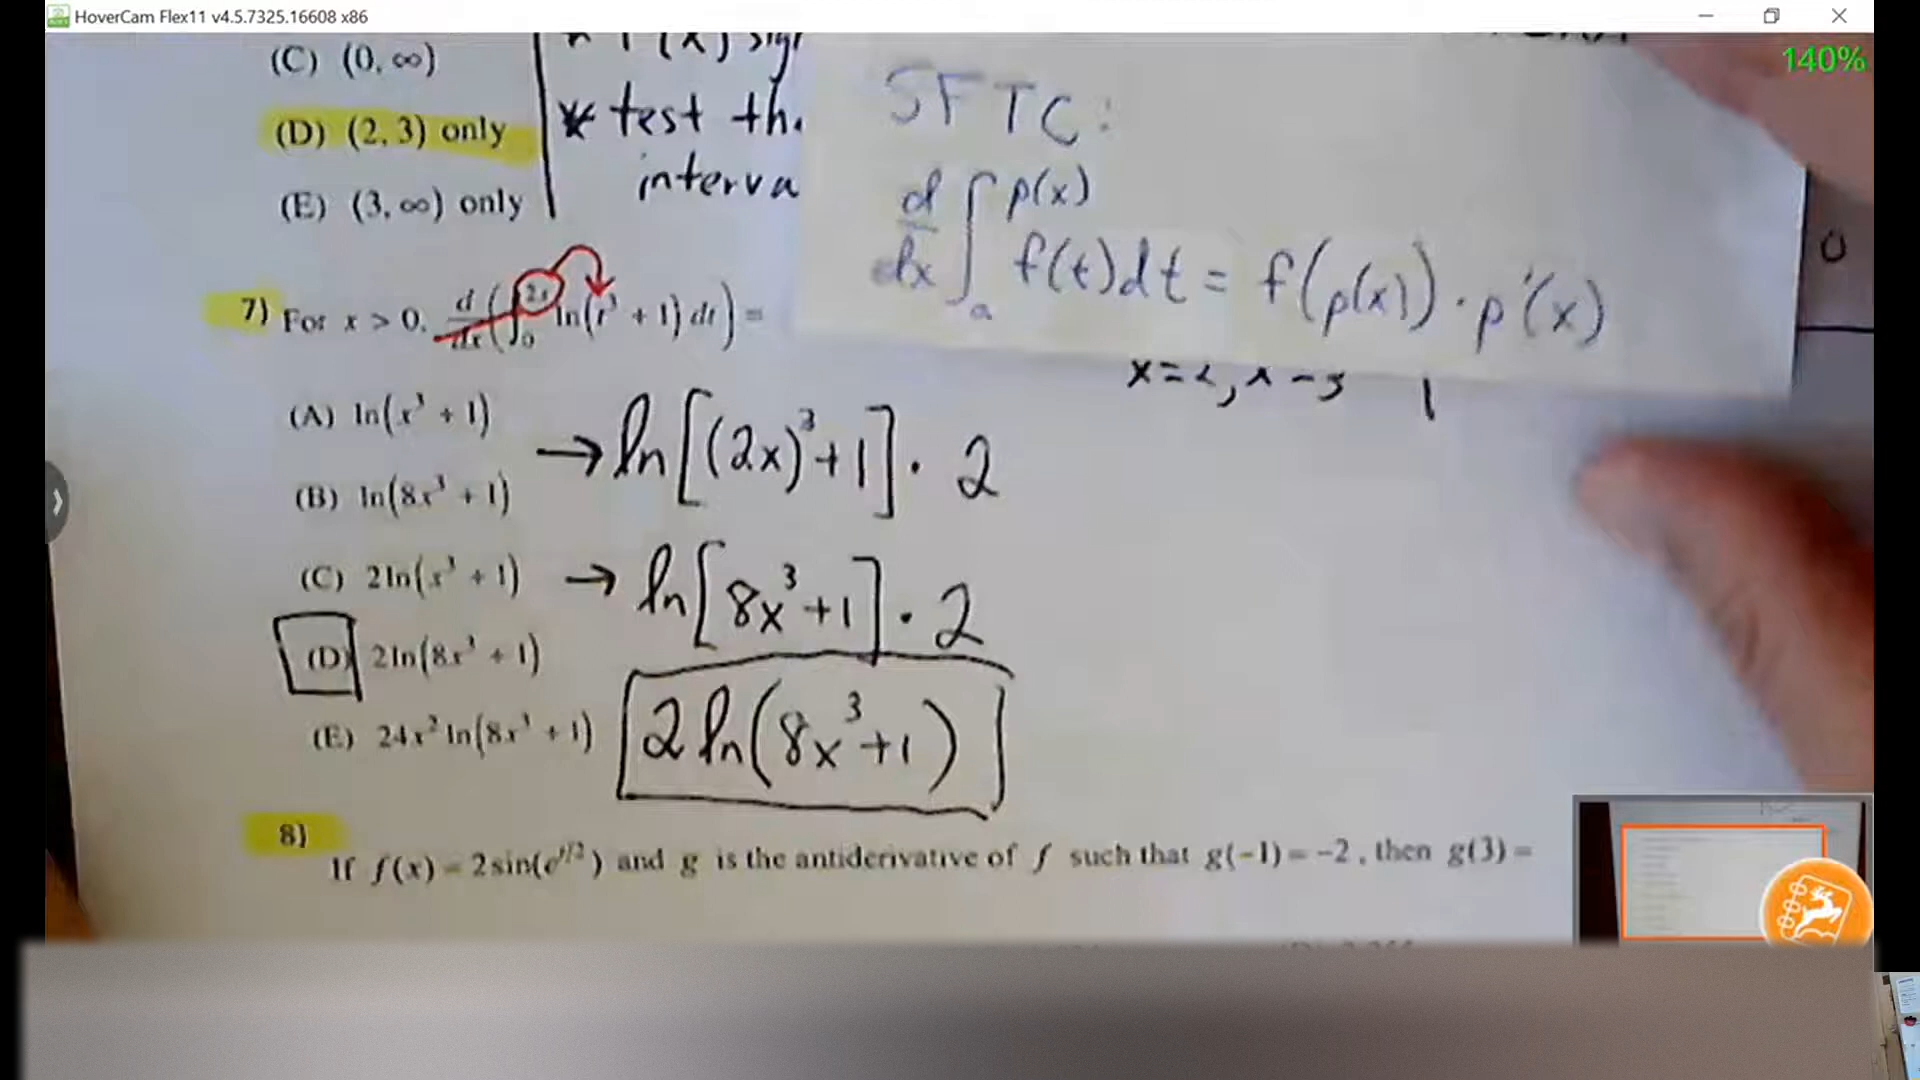 HoverCam Flex11 v4.5.7325.16608 x86
140%
(C) (0, ∞)
(D) (2, 3) only
(E) (3, ∞) only
* test th
interva
SFTC:
d/dx ∫ₐ^p(x) f(t)dt = f(p(x)) · p'(x)
0
7) For x > 0, d/dx(∫₀^2x ln(t³ + 1) dt) =
(A) ln(x³ + 1)
→ ln[(2x)³+1] · 2
(B) ln(8x³ + 1)
(C) 2ln(x³ + 1)
→ ln[8x³+1] · 2
(D) 2ln(8x³ + 1)
(E) 24x² ln(8x³ + 1)
2ln(8x³+1)
8)
If f(x) = 2sin(e^x/2) and g is the antiderivative of f such that g(-1) = -2, then g(3) =